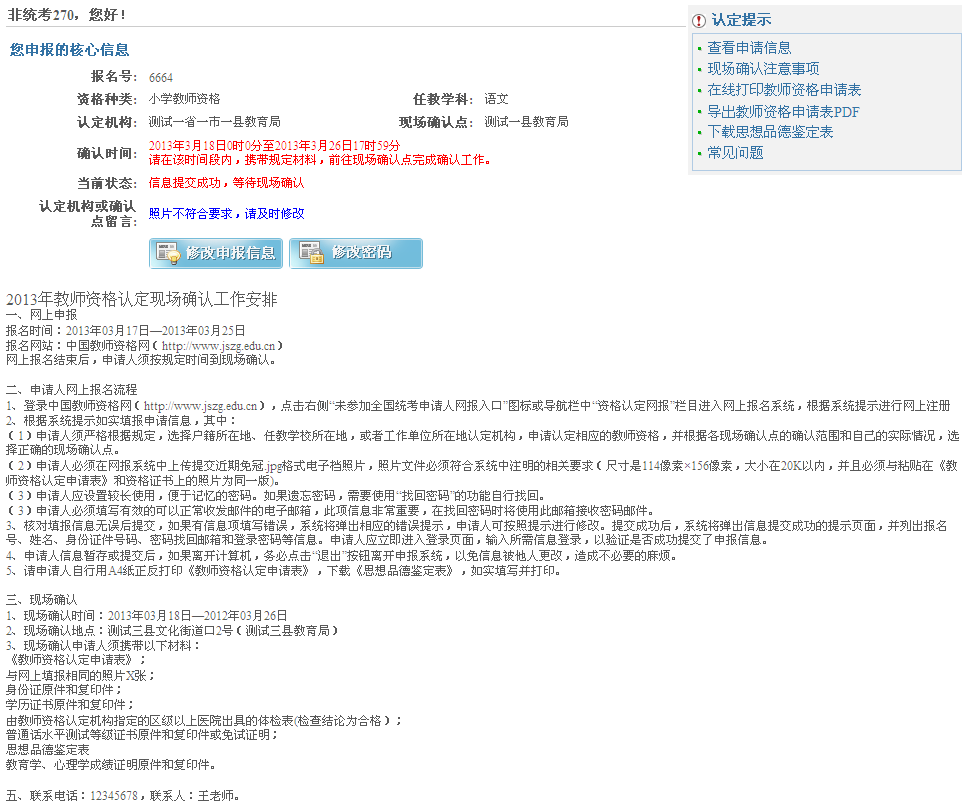 非统考270，您好！
您申报的核心信息
报名号： 6664
资格种类： 小学教师资格 任教学科： 语文
认定机构： 测试一省一市一县教育局 现场确认点： 测试一县教育局
确认时间： 2013年3月18日0时0分至2013年3月26日17时59分
请在该时间段内，携带规定材料，前往现场确认点完成确认工作。
当前状态： 信息提交成功，等待现场确认
认定机构或确认
点留言： 照片不符合要求，请及时修改
修改申报信息 修改密码
认定提示
查看申请信息
现场确认注意事项
在线打印教师资格申请表
导出教师资格申请表PDF
下载思想品德鉴定表
常见问题
2013年教师资格认定现场确认工作安排
一、网上申报
报名时间：2013年03月17日—2013年03月25日
报名网站：中国教师资格网（http://www.jszg.edu.cn）
网上报名结束后，申请人须按规定时间到现场确认。
二、申请人网上报名流程
1、登录中国教师资格网（http://www.jszg.edu.cn），点击右侧“未参加全国统考申请人网报入口”图标或导航栏中“资格认定网报”栏目进入网上报名系统，根据系统提示进行网上注册
2、根据系统提示如实填报申请信息，其中：
（1）申请人须严格根据规定，选择户籍所在地、任教学校所在地，或者工作单位所在地认定机构，申请认定相应的教师资格，并根据各现场确认点的确认范围和自己的实际情况，选
择正确的现场确认点。
（2）申请人必须在网报系统中上传提交近期免冠.jpg格式电子档照片，照片文件必须符合系统中注明的相关要求（尺寸是114像素×156像素，大小在20K以内，并且必须与粘贴在《教
师资格认定申请表》和资格证书上的照片为同一版)。
（3）申请人应设置较长使用，便于记忆的密码。如果遗忘密码，需要使用“找回密码”的功能自行找回。
（3）申请人必须填写有效的可以正常收发邮件的电子邮箱，此项信息非常重要，在找回密码时将使用此邮箱接收密码邮件。
3、核对填报信息无误后提交，如果有信息项填写错误，系统将弹出相应的错误提示，申请人可按照提示进行修改。提交成功后，系统将弹出信息提交成功的提示页面，并列出报名
号、姓名、身份证件号码、密码找回邮箱和登录密码等信息。申请人应立即进入登录页面，输入所需信息登录，以验证是否成功提交了申报信息。
4、申请人信息暂存或提交后，如果离开计算机，务必点击“退出”按钮离开申报系统，以免信息被他人更改，造成不必要的麻烦。
5、请申请人自行用A4纸正反打印《教师资格认定申请表》，下载《思想品德鉴定表》，如实填写并打印。
三、现场确认
1、现场确认时间：2013年03月18日—2012年03月26日
2、现场确认地点：测试三县文化街道口2号（测试三县教育局）
3、现场确认申请人须携带以下材料：
《教师资格认定申请表》；
与网上填报相同的照片X张；
身份证原件和复印件；
学历证书原件和复印件；
由教师资格认定机构指定的区级以上医院出具的体检表(检查结论为合格）；
普通话水平测试等级证书原件和复印件或免试证明；
思想品德鉴定表
教育学、心理学成绩证明原件和复印件。
五、联系电话：12345678，联系人：王老师。